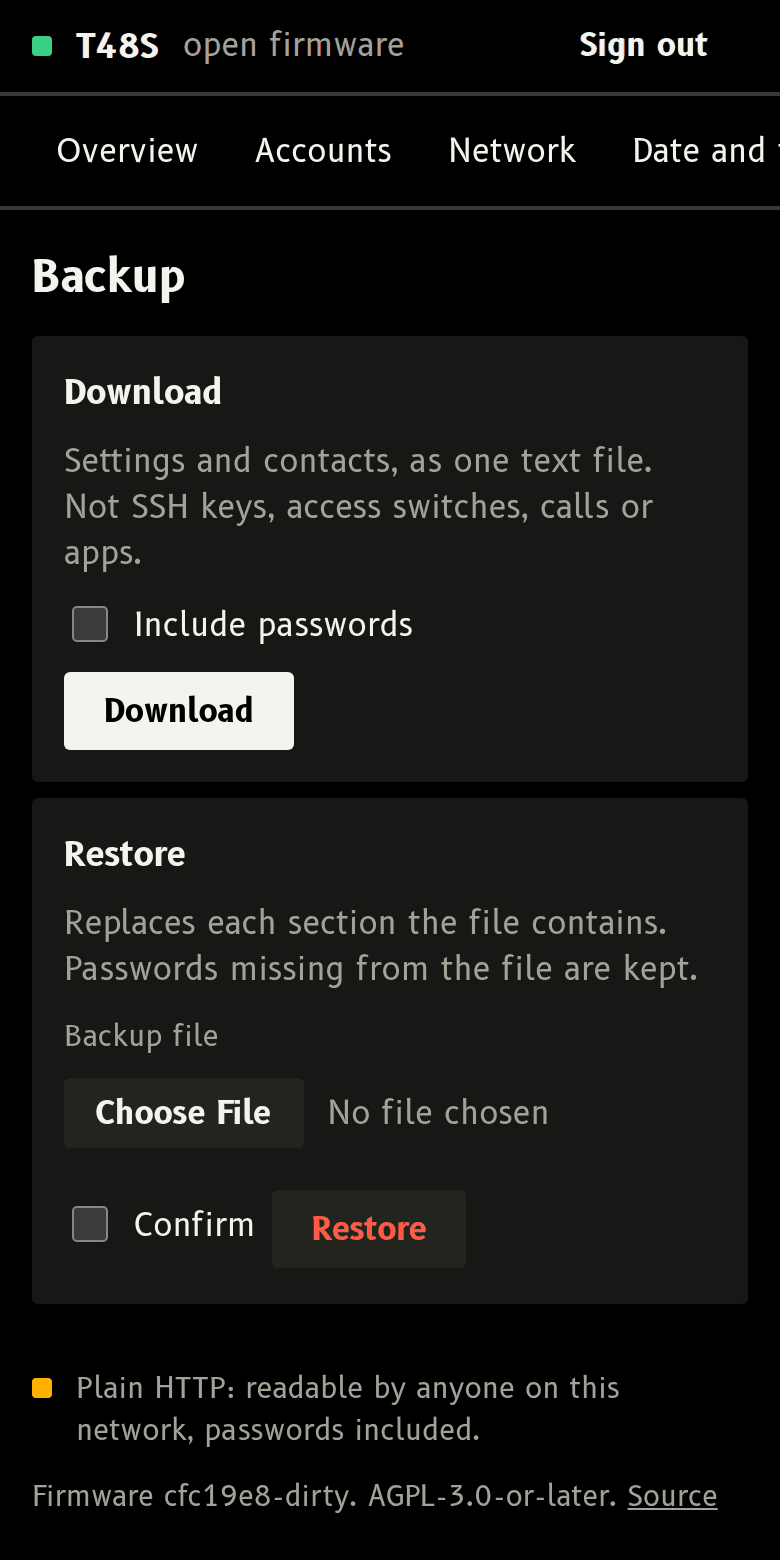 T48S open firmware Sign out
Overview Accounts Network Date and
Backup
Download
Settings and contacts, as one text file.
Not SSH keys, access switches, calls or
apps.
Include passwords
Download
Restore
Replaces each section the file contains.
Passwords missing from the file are kept.
Backup file
Choose File No file chosen
Confirm Restore
Plain HTTP: readable by anyone on this
network, passwords included.
Firmware cfc19e8-dirty. AGPL-3.0-or-later. Source